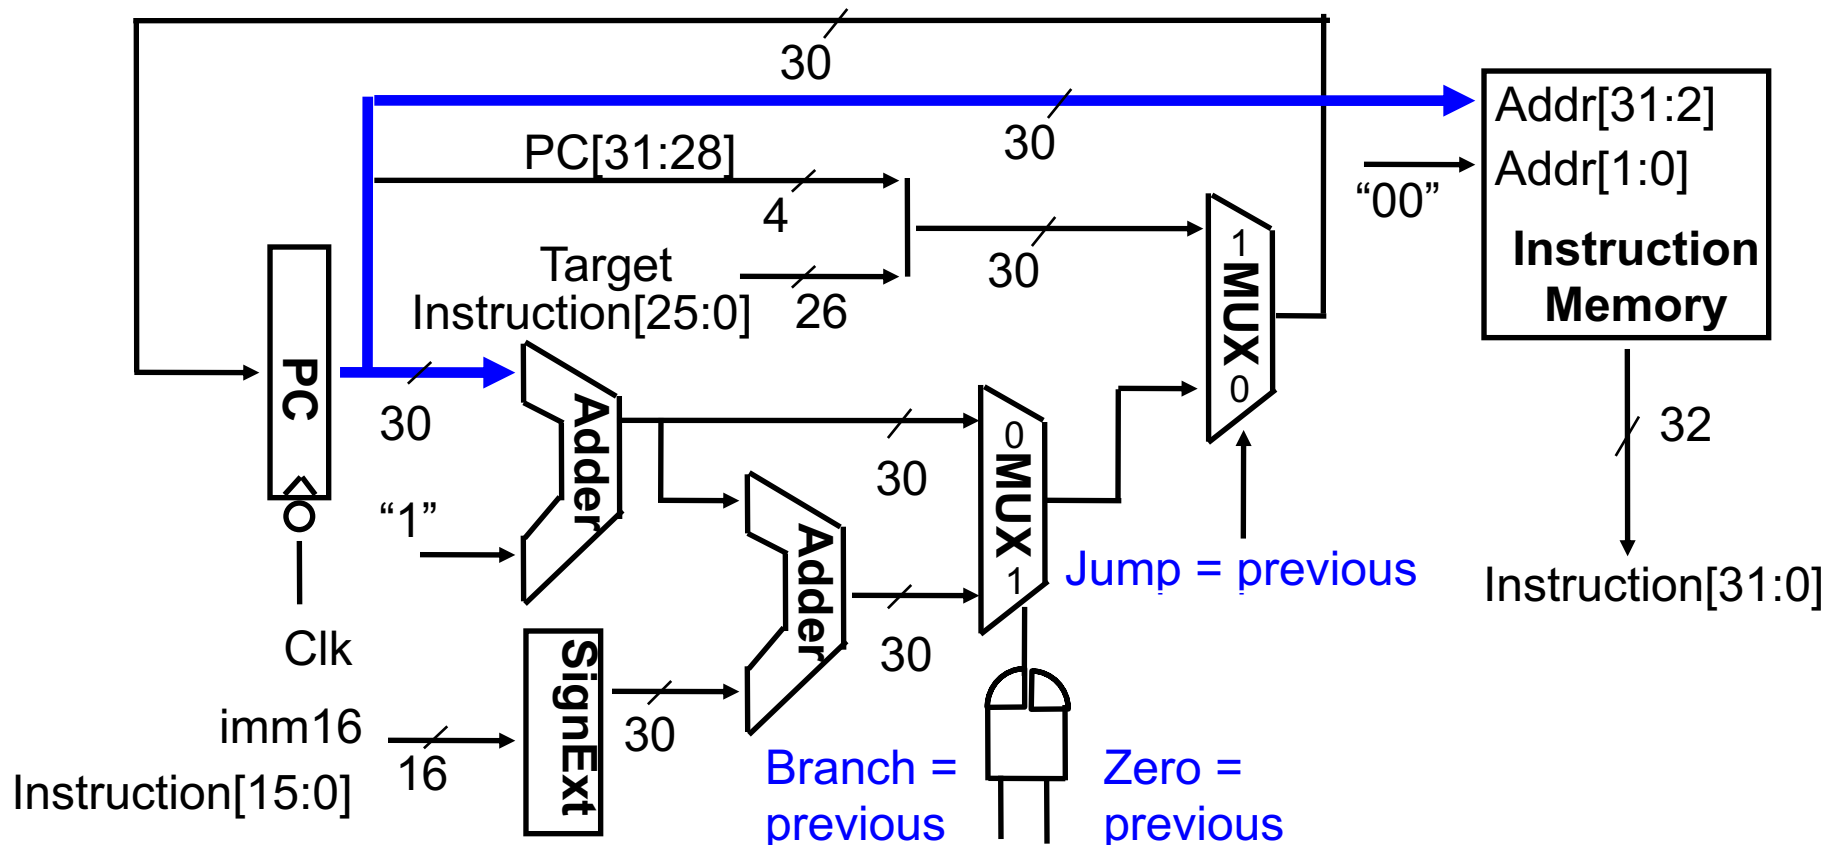 30
30
Addr[31:2]
PC[31:28]
4
“00”
Addr[1:0]
Target
Instruction[25:0]
26
30
1
MUX
0
Instruction
Memory
PC
30
Adder
30
0
MUX
1
32
“1”
Adder
30
Jump = previous
Instruction[31:0]
Clk
SignExt
30
imm16
16
Instruction[15:0]
Branch =
previous
Zero =
previous